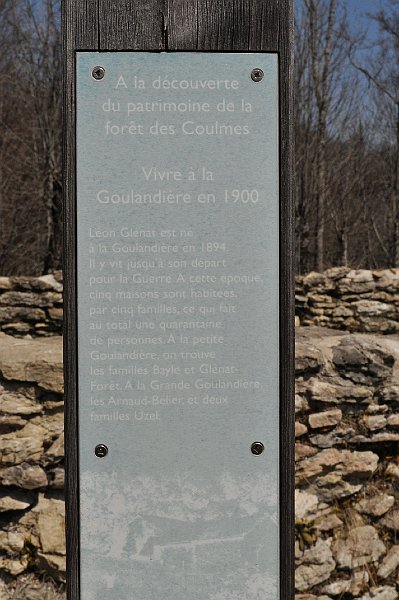 A la découverte
du patrimoine de la
forêt des Coulmes
Vivre à la
Goulandière en 1900
Léon Glénat est né
à la Goulandière en 1894.
Il y vit jusqu'à son départ
pour la Guerre. A cette époque,
cinq maisons sont habitées,
par cinq familles, ce qui fait
au total une quarantaine
de personnes. A la petite
Goulandière, on trouve
les familles Bayle et Glénat-
Forêt. A la Grande Goulandière,
les Arnaud-Bélier, et deux
familles Uzel.